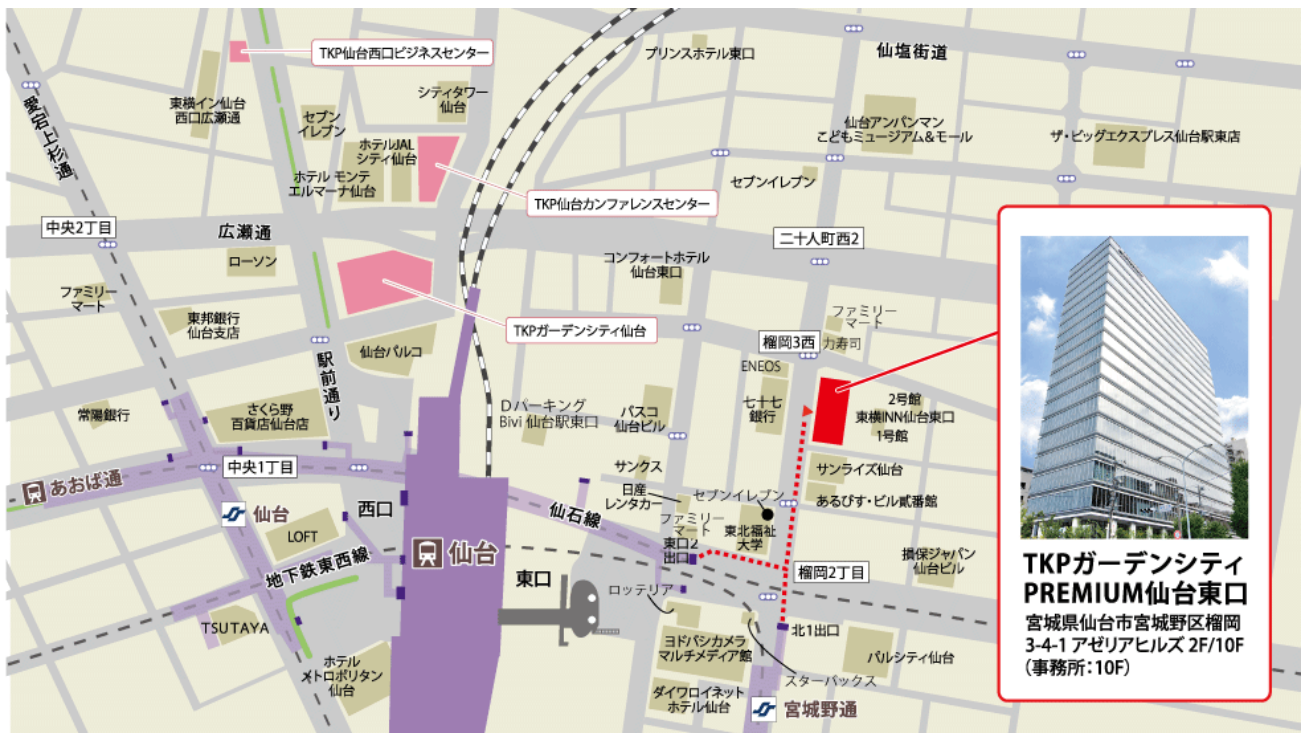 TKP仙台西口ビジネスセンター
プリンスホテル東口
仙塩街道
愛宕上杉通
東横イン仙台
西口広瀬通
セブン
イレブン
シティタワー
仙台
仙台アンパンマン
こどもミュージアム&モール
ザ・ビッグエクスプレス仙台駅東店
ホテルJAL
シティ仙台
ホテル モンテ
エルマーナ仙台
セブンイレブン
TKP仙台カンファレンスセンター
中央2丁目
広瀬通
二十人町西2
ローソン
コンフォートホテル
仙台東口
ファミリー
マート
東邦銀行
仙台支店
TKPガーデンシティ仙台
ファミリー
マート
榴岡3西
力寿司
駅前通り
仙台パルコ
ENEOS
常陽銀行
さくら野
百貨店仙台店
Dパーキング
Bivi 仙台駅東口
パスコ
仙台ビル
七十七
銀行
2号館
東横INN仙台東口
1号館
中央1丁目
サンクス
サンライズ仙台
あおば通
日産
レンタカー
セブンイレブン
あるびす・ビル貳番館
仙台
西口
仙石線
ファミリー
マート
東北福祉
大学
LOFT
仙台
東口2
出口
地下鉄東西線
東口
榴岡2丁目
損保ジャパン
仙台ビル
ロッテリア
TSUTAYA
北1出口
ヨドバシカメラ
マルチメディア館
パルシティ仙台
ホテル
メトロポリタン
仙台
スターバックス
ダイワロイネット
ホテル仙台
宮城野通
TKPガーデンシティ
PREMIUM仙台東口
宮城県仙台市宮城野区榴岡
3-4-1 アゼリアヒルズ 2F/10F
(事務所:10F)